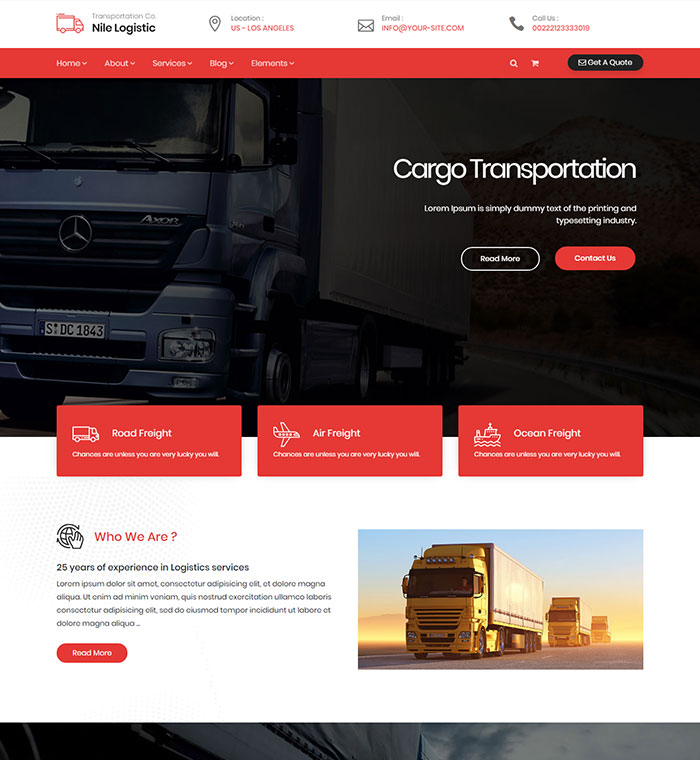 Transportation Co.
Nile Logistic
Location :
US - LOS ANGELES
Email :
INFO@YOUR-SITE.COM
Call Us :
00222123333019
Home
About
Services
Blog
Elements
Get A Quote
Cargo Transportation
Lorem Ipsum is simply dummy text of the printing and
typesetting industry.
Read More
Contact Us
AXOR
S DC 1843
Road Freight
Chances are unless you are very lucky you will.
Air Freight
Chances are unless you are very lucky you will.
Ocean Freight
Chances are unless you are very lucky you will.
Who We Are ?
25 years of experience in Logistics services
Lorem ipsum dolor sit amet, consectetur adipisicing elit, et dolore magna
aliqua. Ut enim ad minim veniam, quis nostrud exercitation ullamco laboris
consectetur adipisicing elit, sed do eiusmod tempor incididunt ut labore et
dolore magna aliqua ...
Read More